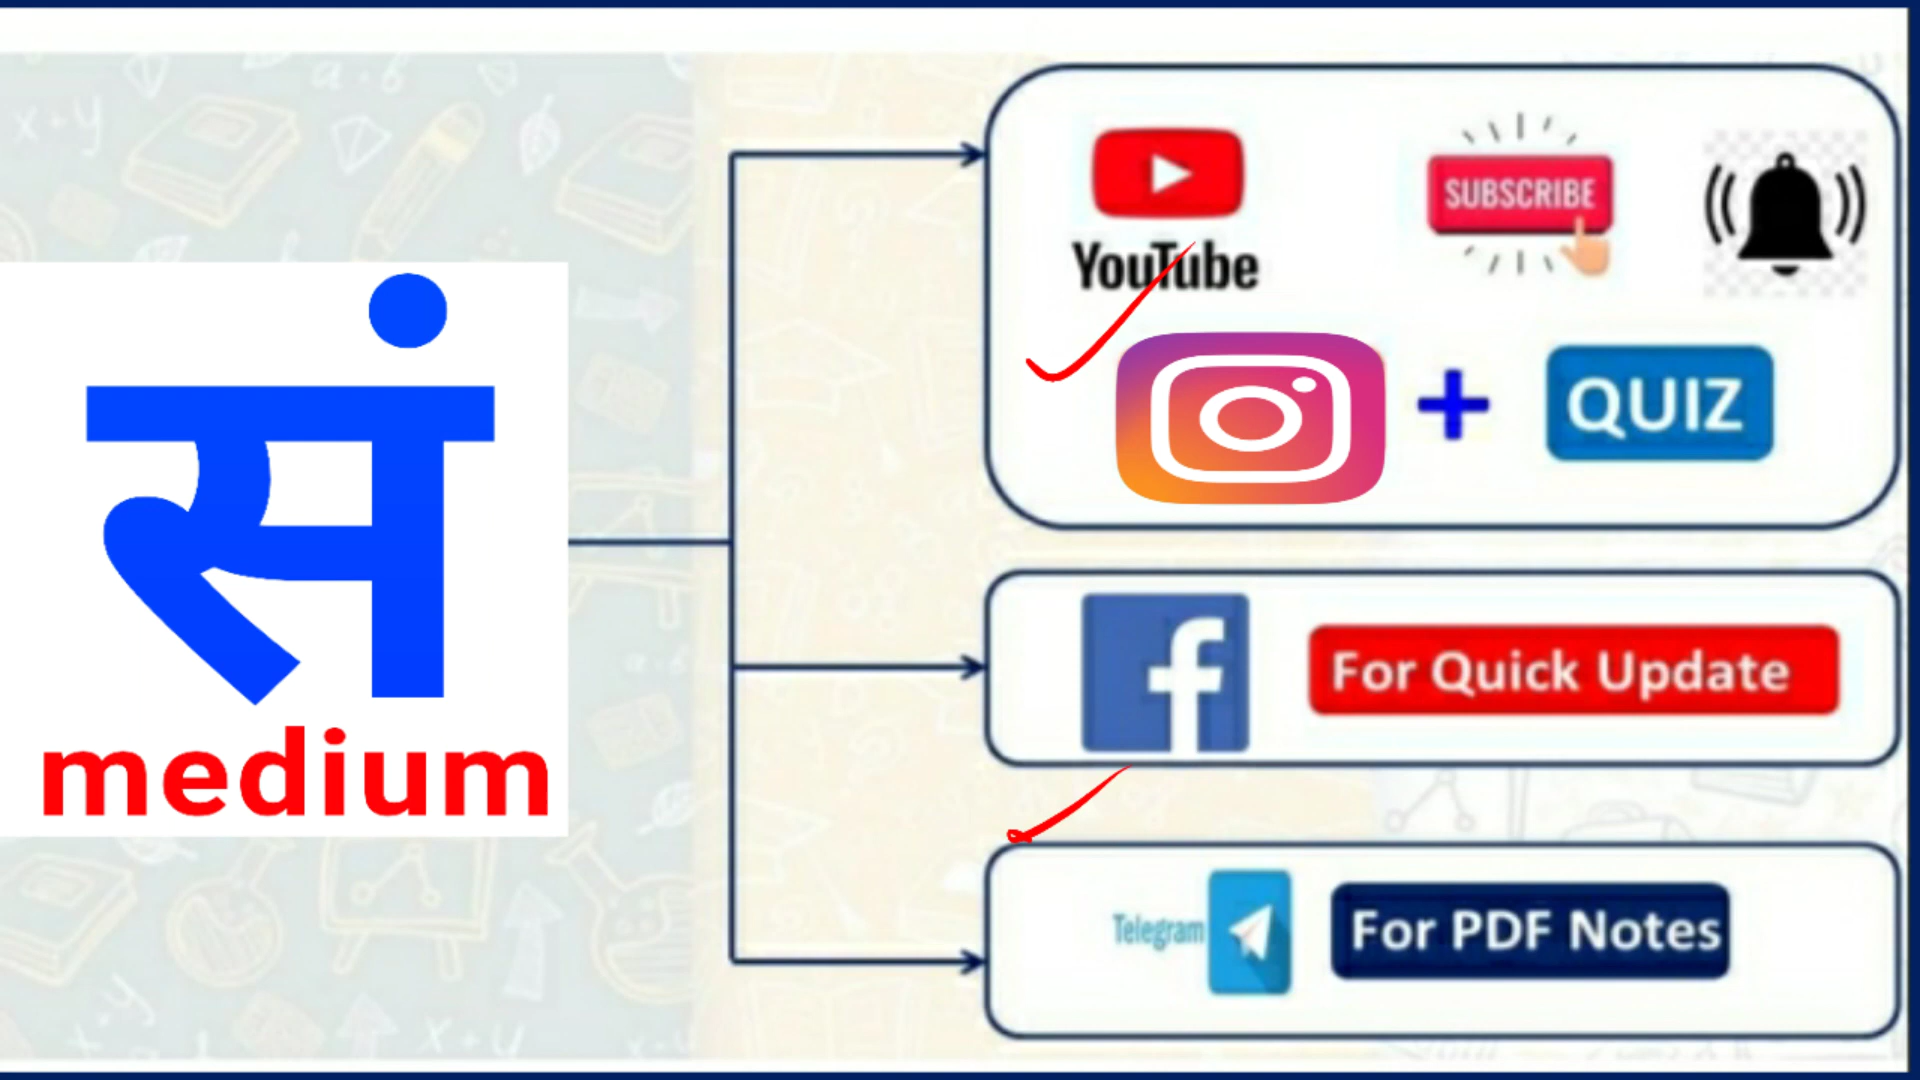 सं
medium
YouTube
SUBSCRIBE
+
QUIZ
For Quick Update
Telegram
For PDF Notes
x+y
a·b
a·b
x·y
x+y